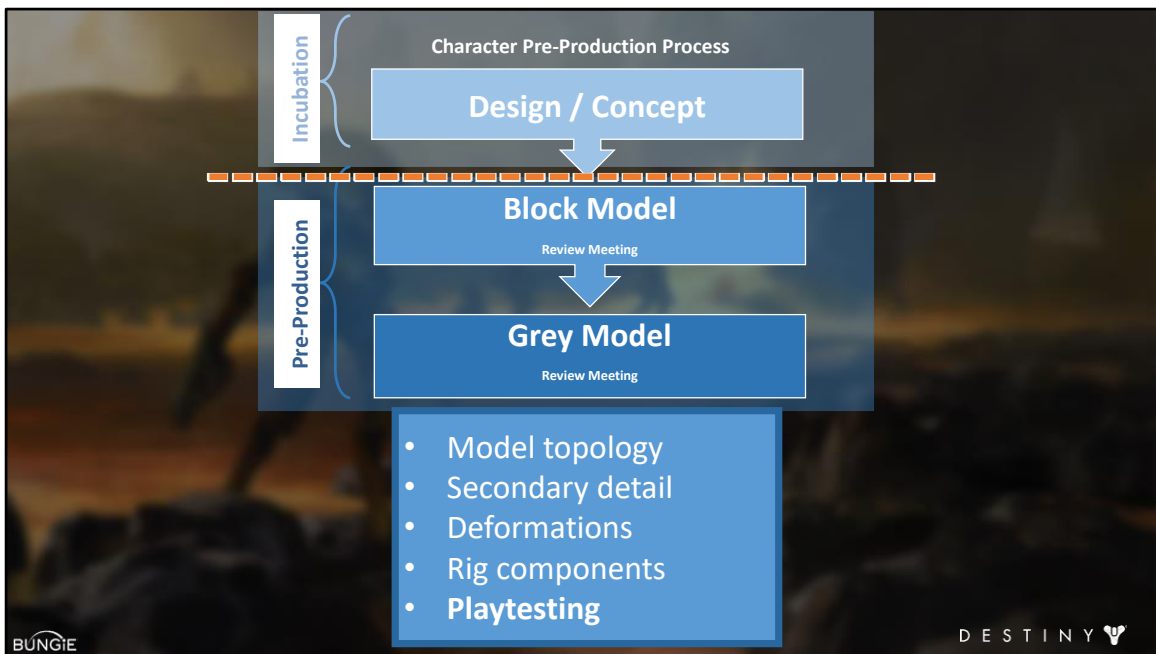 Character Pre-Production Process
Incubation
Design / Concept
Pre-Production
Block Model
Review Meeting
Grey Model
Review Meeting
• Model topology
• Secondary detail
• Deformations
• Rig components
• Playtesting
BUNGiE
DESTINY